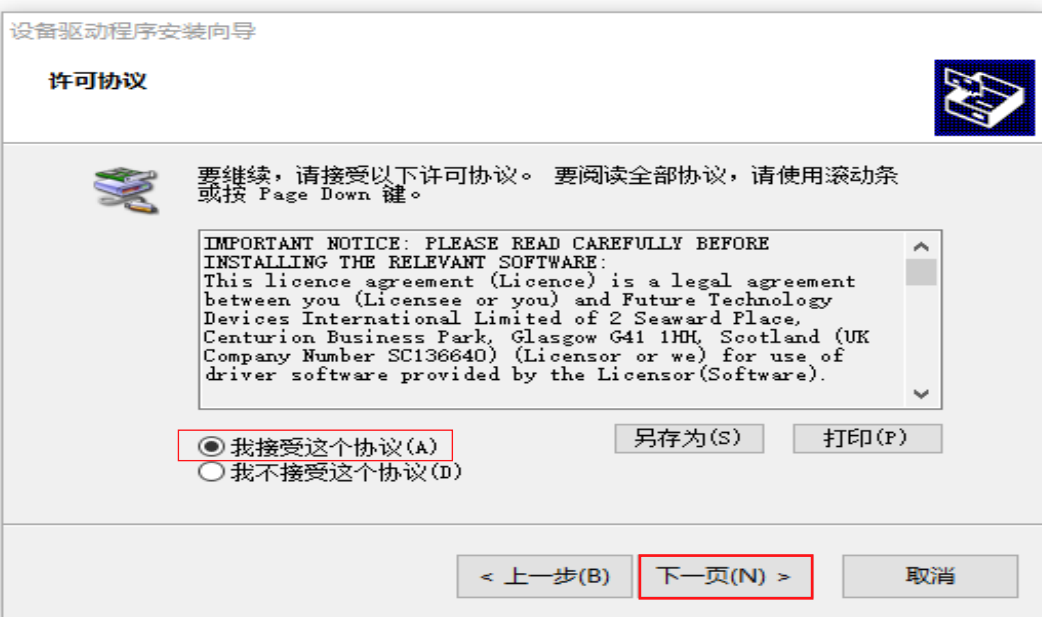 设备驱动程序安装向导
许可协议
要继续，请接受以下许可协议。 要阅读全部协议，请使用滚动条
或按 Page Down 键。
IMPORTANT NOTICE: PLEASE READ CAREFULLY BEFORE
INSTALLING THE RELEVANT SOFTWARE:
This licence agreement (Licence) is a legal agreement
between you (Licensee or you) and Future Technology
Devices International Limited of 2 Seaward Place,
Centurion Business Park, Glasgow G41 1HH, Scotland (UK
Company Number SC136640) (Licensor or we) for use of
driver software provided by the Licensor(Software).
我接受这个协议(A)
另存为(S)
打印(P)
我不接受这个协议(D)
< 上一步(B)
下一页(N) >
取消